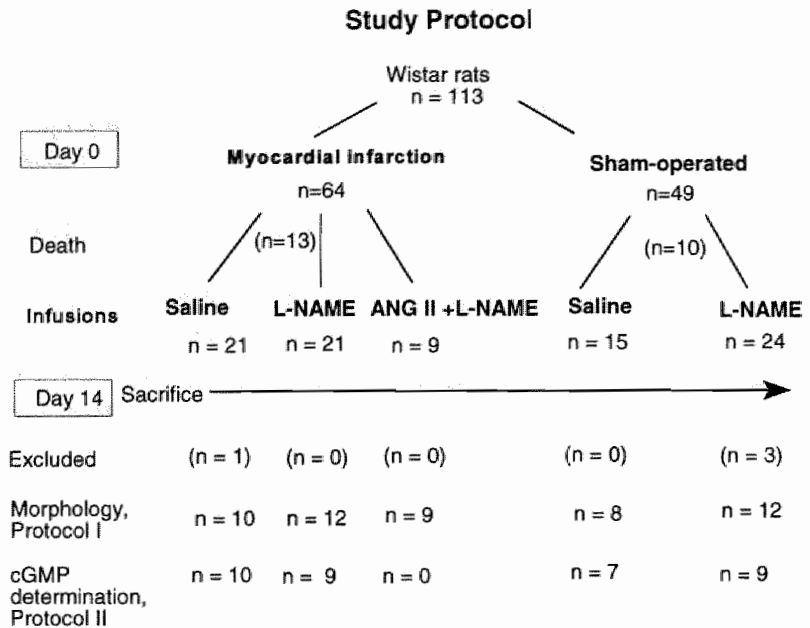 Study Protocol
Wistar rats
n = 113
Day 0
Myocardial infarction
n=64
Sham-operated
n=49
Death
(n=13)
(n=10)
Infusions
Saline
L-NAME
ANG II +L-NAME
Saline
L-NAME
n = 21
n = 21
n = 9
n = 15
n = 24
Day 14
Sacrifice
Excluded
(n = 1)
(n = 0)
(n = 0)
(n = 0)
(n = 3)
Morphology,
Protocol I
n = 10
n = 12
n = 9
n = 8
n = 12
cGMP
determination,
Protocol II
n = 10
n = 9
n = 0
n = 7
n = 9